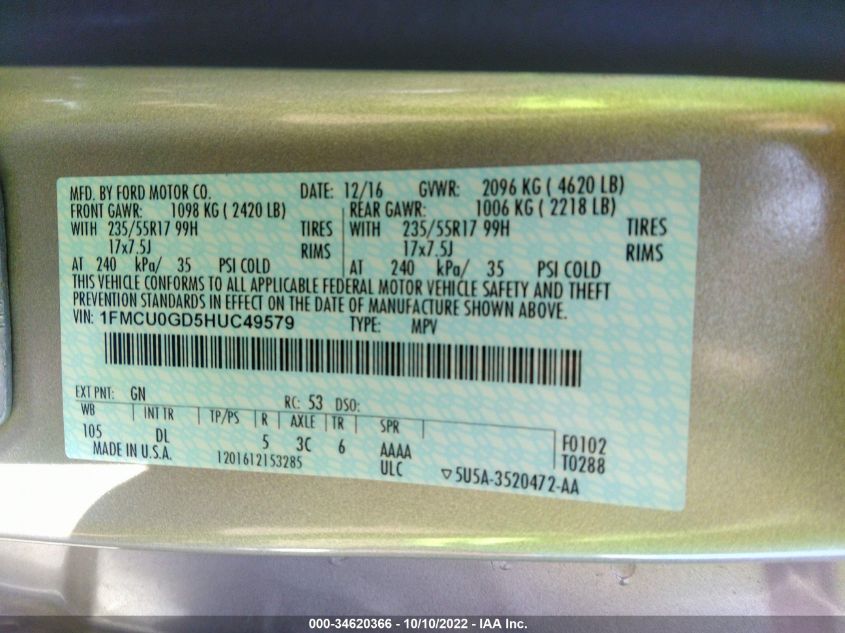 MFD. BY FORD MOTOR CO. DATE: 12/16 GVWR: 2096 KG ( 4620 LB)
FRONT GAWR: 1098 KG ( 2420 LB) REAR GAWR: 1006 KG ( 2218 LB)
WITH 235/55R17 99H TIRES WITH 235/55R17 99H TIRES
17x7.5J RIMS 17x7.5J RIMS
AT 240 kPa/ 35 PSI COLD AT 240 kPa/ 35 PSI COLD
THIS VEHICLE CONFORMS TO ALL APPLICABLE FEDERAL MOTOR VEHICLE SAFETY AND THEFT
PREVENTION STANDARDS IN EFFECT ON THE DATE OF MANUFACTURE SHOWN ABOVE.
VIN: 1FMCU0GD5HUC49579 TYPE: MPV
EXT PNT: GN RC: 53 DSO:
WB INT TR TP/PS R AXLE TR SPR
105 DL 5 3C 6 AAAA F0102
MADE IN U.S.A. 1201612153285 ULC T0288
▽5U5A-3520472-AA
000-34620366 - 10/10/2022 - IAA Inc.